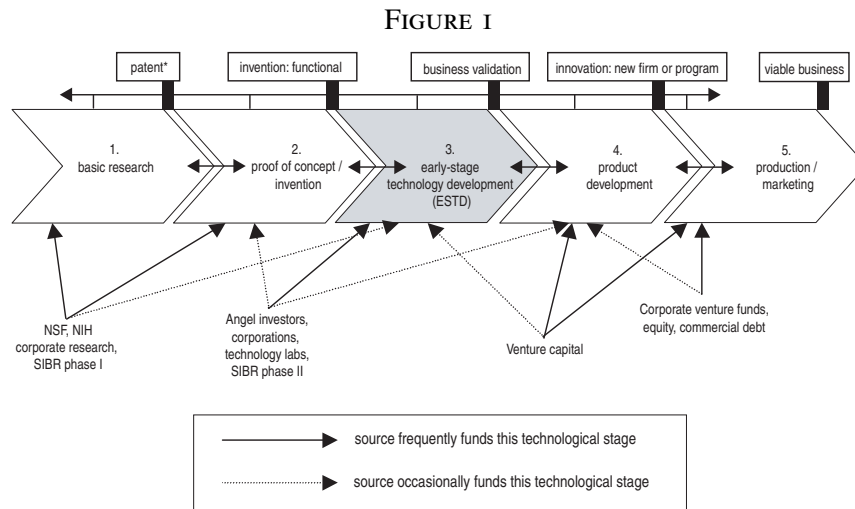 FIGURE I
patent*
invention: functional
business validation
innovation: new firm or program
viable business
1.
basic research
2.
proof of concept /
invention
3.
early-stage
technology development
(ESTD)
4.
product
development
5.
production /
marketing
NSF, NIH
corporate research,
SIBR phase I
Angel investors,
corporations,
technology labs,
SIBR phase II
Venture capital
Corporate venture funds,
equity, commercial debt
source frequently funds this technological stage
source occasionally funds this technological stage